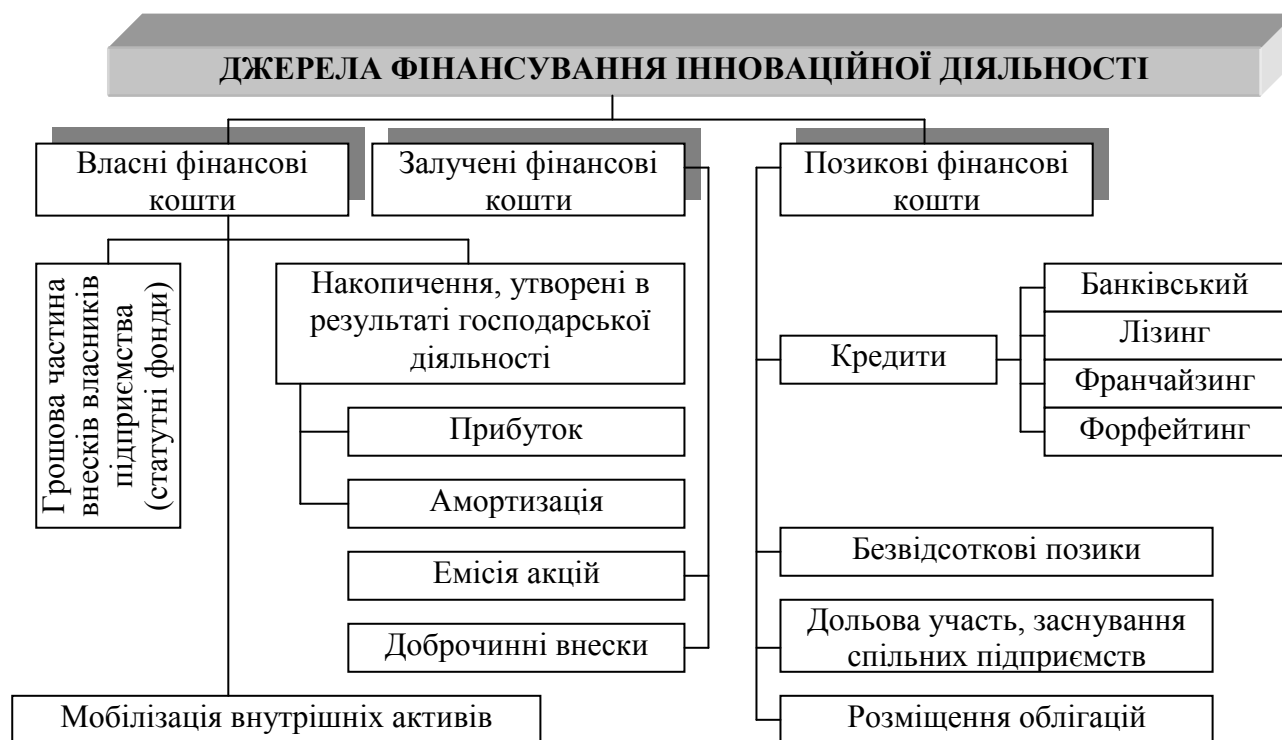 ДЖЕРЕЛА ФІНАНСУВАННЯ ІННОВАЦІЙНОЇ ДІЯЛЬНОСТІ
Власні фінансові
кошти
Залучені фінансові
кошти
Позикові фінансові
кошти
Грошова частина
внесків власників
підприємства
(статутні фонди)
Накопичення, утворені в
результаті господарської
діяльності
Прибуток
Амортизація
Емісія акцій
Доброчинні внески
Мобілізація внутрішніх активів
Кредити
Банківський
Лізинг
Франчайзинг
Форфейтинг
Безвідсоткові позики
Дольова участь, заснування
спільних підприємств
Розміщення облігацій